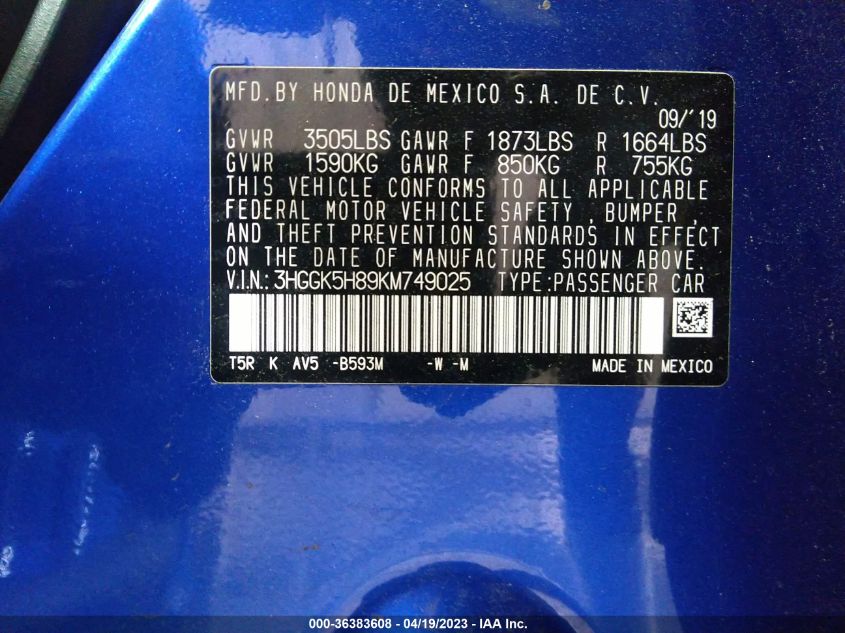 MFD.BY HONDA DE MEXICO S.A. DE C.V.
09/'19
GVWR 3505LBS GAWR F 1873LBS R 1664LBS
GVWR 1590KG GAWR F 850KG R 755KG
THIS VEHICLE CONFORMS TO ALL APPLICABLE
FEDERAL MOTOR VEHICLE SAFETY , BUMPER ,
AND THEFT PREVENTION STANDARDS IN EFFECT
ON THE DATE OF MANUFACTURE SHOWN ABOVE.
V.I.N.: 3HGGK5H89KM749025 TYPE:PASSENGER CAR
T5R K AV5 -B593M -W -M MADE IN MEXICO
000-36383608 - 04/19/2023 - IAA Inc.